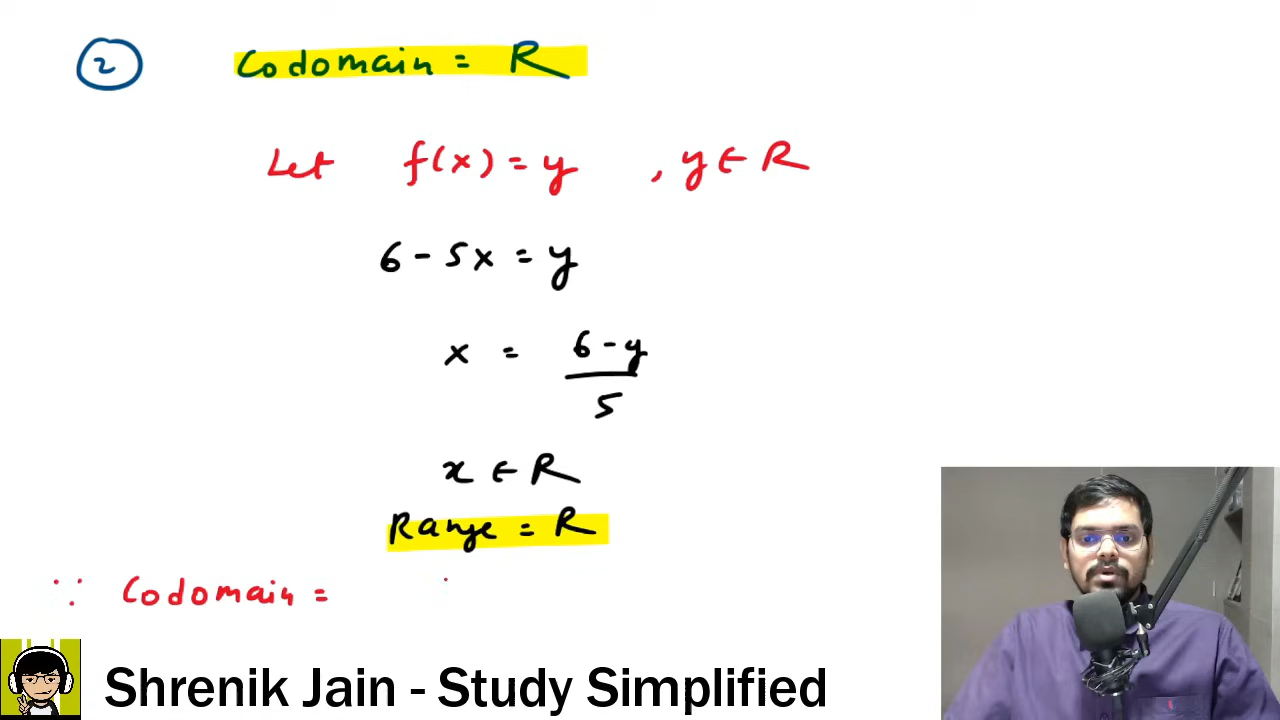 2 Codomain = R
Let f(x) = y , y ∈ R
6 - 5x = y
x = 6 - y / 5
x ∈ R
Range = R
∵ Codomain =
Shrenik Jain - Study Simplified